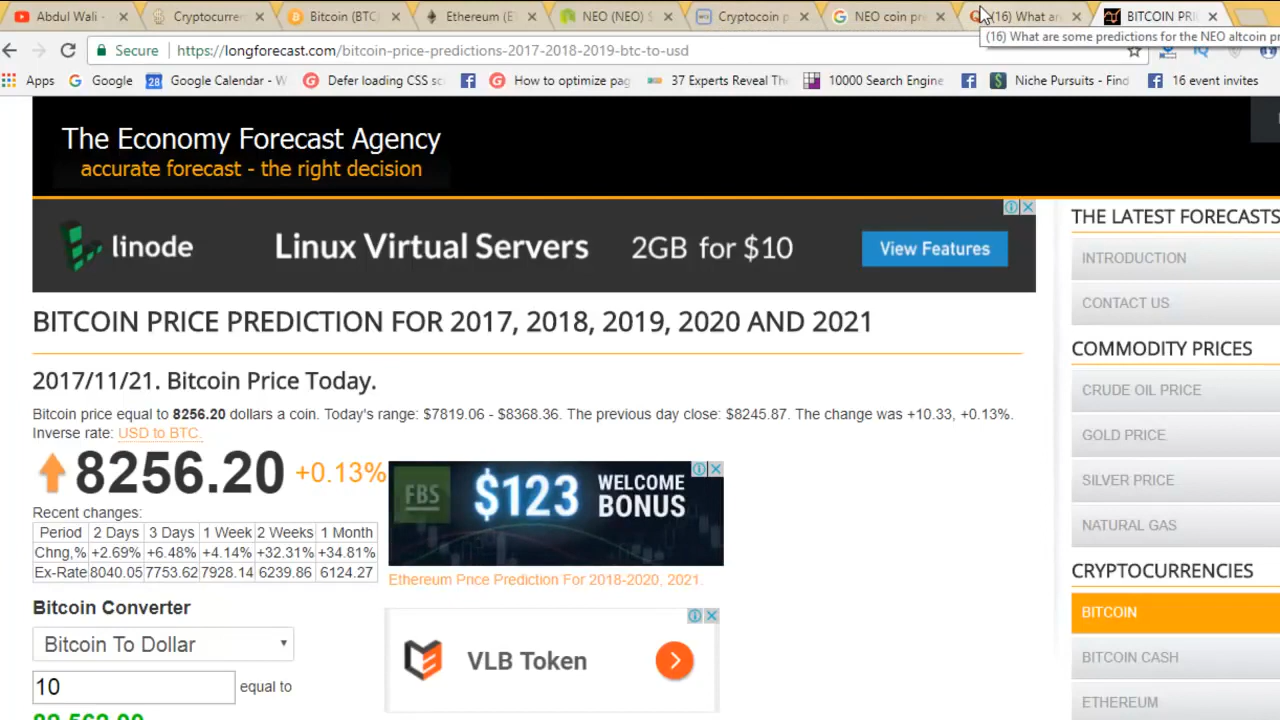 Abdul Wali -
Cryptocurren
Bitcoin (BTC
Ethereum (E
NEO (NEO) S
Cryptocoin p
NEO coin pr
(16) What ar
BITCOIN PRI
(16) What are some predictions for the NEO altcoin pr
Secure
https://longforecast.com/bitcoin-price-predictions-2017-2018-2019-btc-to-usd
Apps
Google
28 Google Calendar - W
Defer loading CSS sc
How to optimize pag
37 Experts Reveal Th
10000 Search Engine
Niche Pursuits - Find
16 event invites
The Economy Forecast Agency
accurate forecast - the right decision
linode
Linux Virtual Servers
2GB for $10
View Features
BITCOIN PRICE PREDICTION FOR 2017, 2018, 2019, 2020 AND 2021
2017/11/21. Bitcoin Price Today.
Bitcoin price equal to 8256.20 dollars a coin. Today's range: $7819.06 - $8368.36. The previous day close: $8245.87. The change was +10.33, +0.13%.
Inverse rate: USD to BTC.
8256.20 +0.13%
Recent changes:
Period 2 Days 3 Days 1 Week 2 Weeks 1 Month
Chng,% +2.69% +6.48% +4.14% +32.31% +34.81%
Ex-Rate 8040.05 7753.62 7928.14 6239.86 6124.27
FBS $123 WELCOME
BONUS
Ethereum Price Prediction For 2018-2020, 2021.
Bitcoin Converter
Bitcoin To Dollar
10 equal to
VLB Token
THE LATEST FORECASTS
INTRODUCTION
CONTACT US
COMMODITY PRICES
CRUDE OIL PRICE
GOLD PRICE
SILVER PRICE
NATURAL GAS
CRYPTOCURRENCIES
BITCOIN
BITCOIN CASH
ETHEREUM